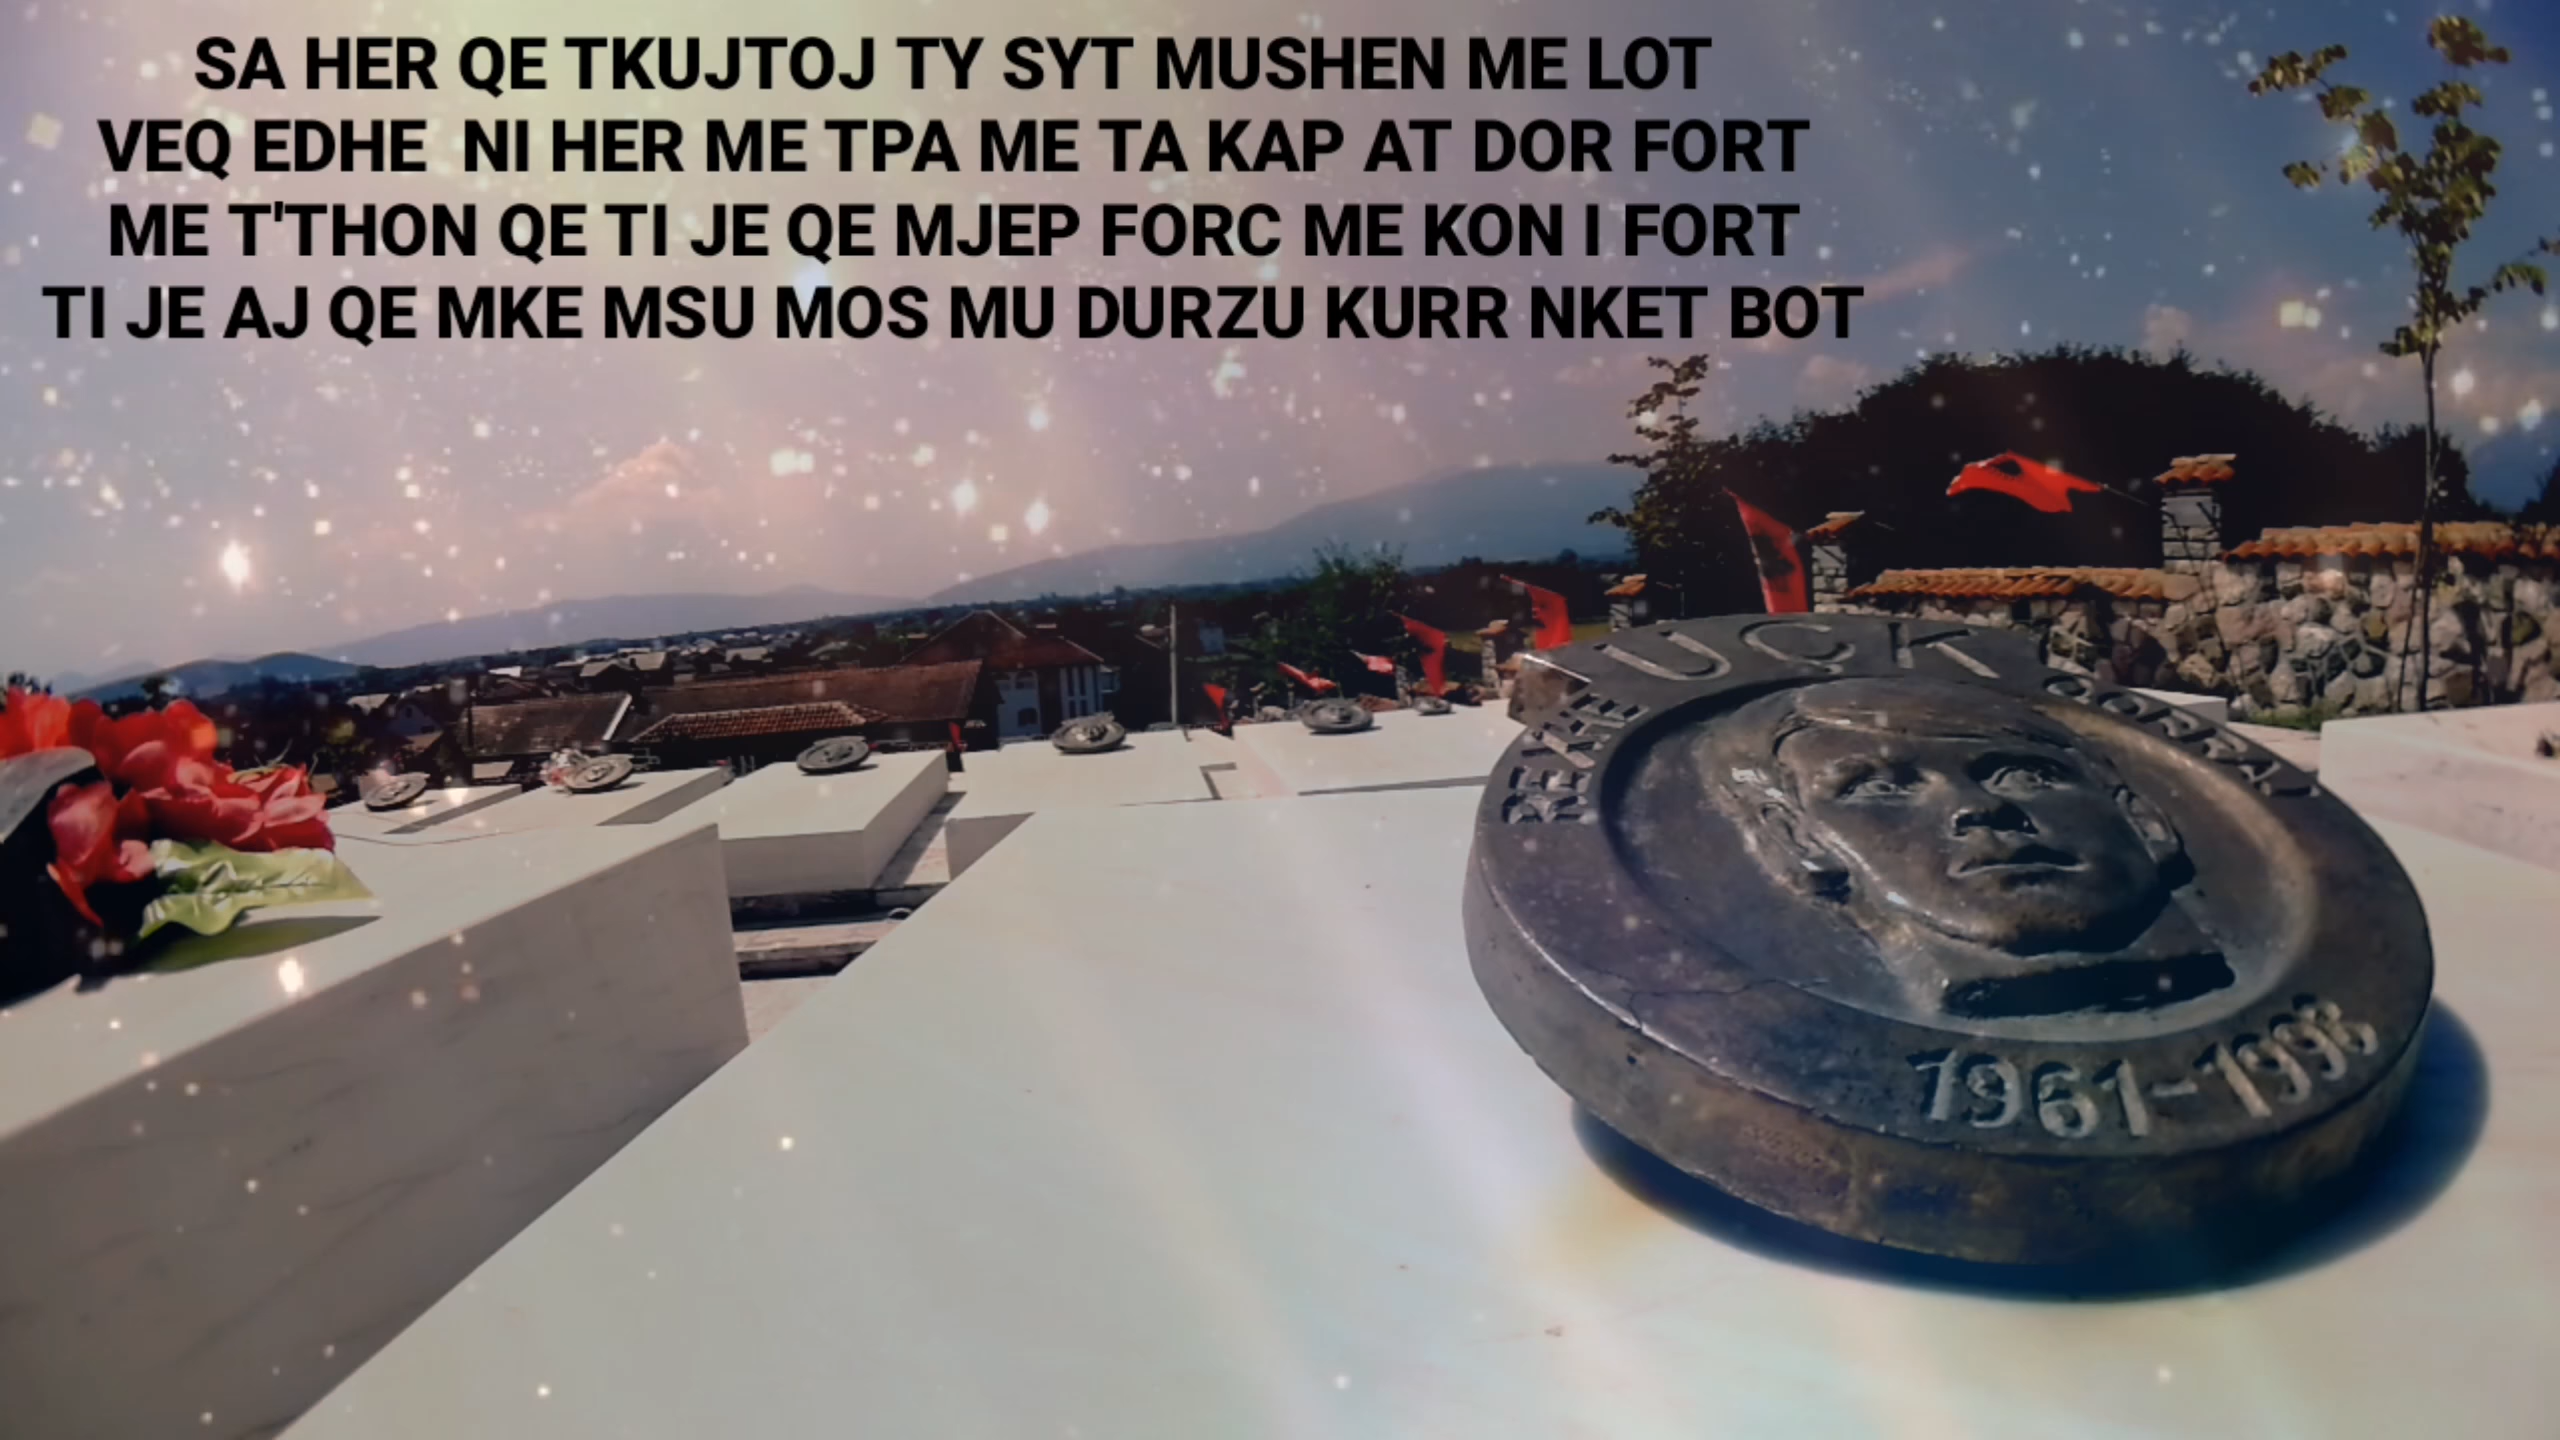 SA HER QE TKUJTOJ TY SYT MUSHEN ME LOT
VEQ EDHE NI HER ME TPA ME TA KAP AT DOR FORT
ME T'THON QE TI JE QE MJEP FORC ME KON I FORT
TI JE AJ QE MKE MSU MOS MU DURZU KURR NKET BOT
UÇK
1961-1998